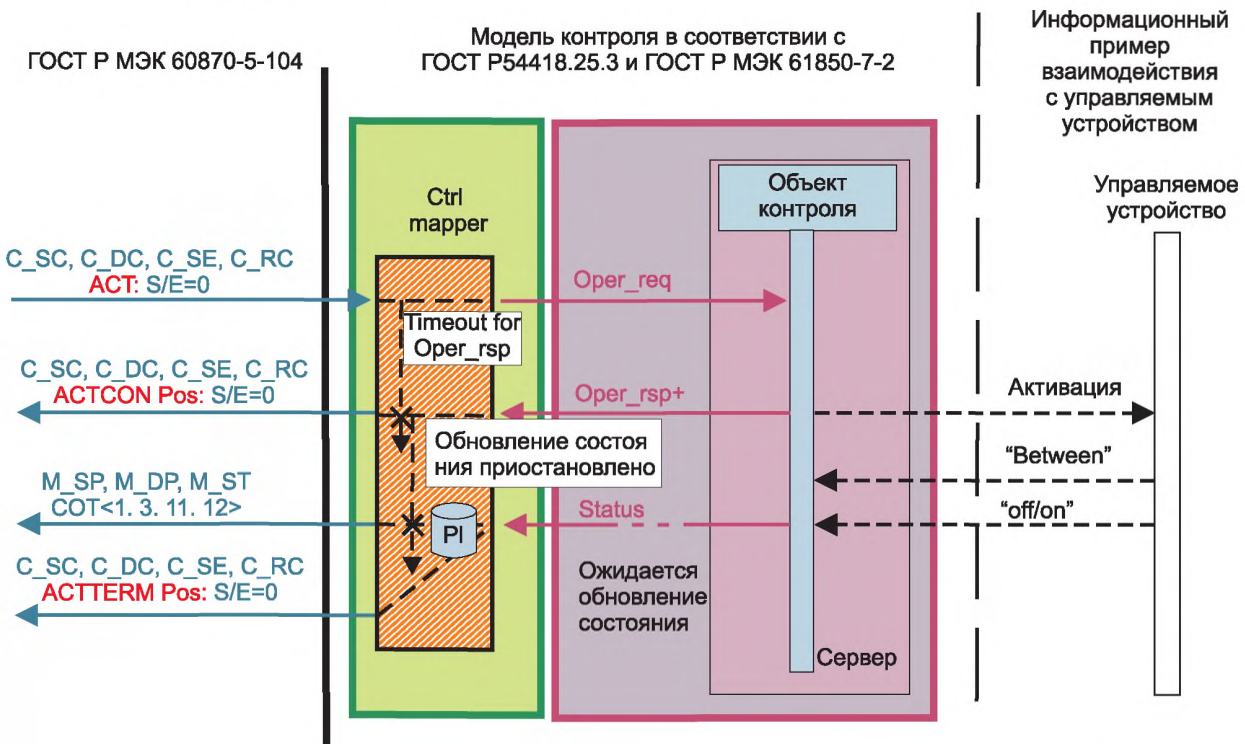 ГОСТ Р МЭК 60870-5-104
Модель контроля в соответствии с
ГОСТ Р54418.25.3 и ГОСТ Р МЭК 61850-7-2
Информационный
пример
взаимодействия
с управляемым
устройством
Ctrl
mapper
Объект
контроля
Управляемое
устройство
C_SC, C_DC, C_SE, C_RC
ACT: S/E=0
Oper_req
Timeout for
Oper_rsp
C_SC, C_DC, C_SE, C_RC
ACTCON Pos: S/E=0
Oper_rsp+
Активация
Обновление состоя
ния приостановлено
“Between”
M_SP, M_DP, M_ST
COT<1. 3. 11. 12>
PI
Status
“off/on”
C_SC, C_DC, C_SE, C_RC
ACTTERM Pos: S/E=0
Ожидается
обновление
состояния
Сервер